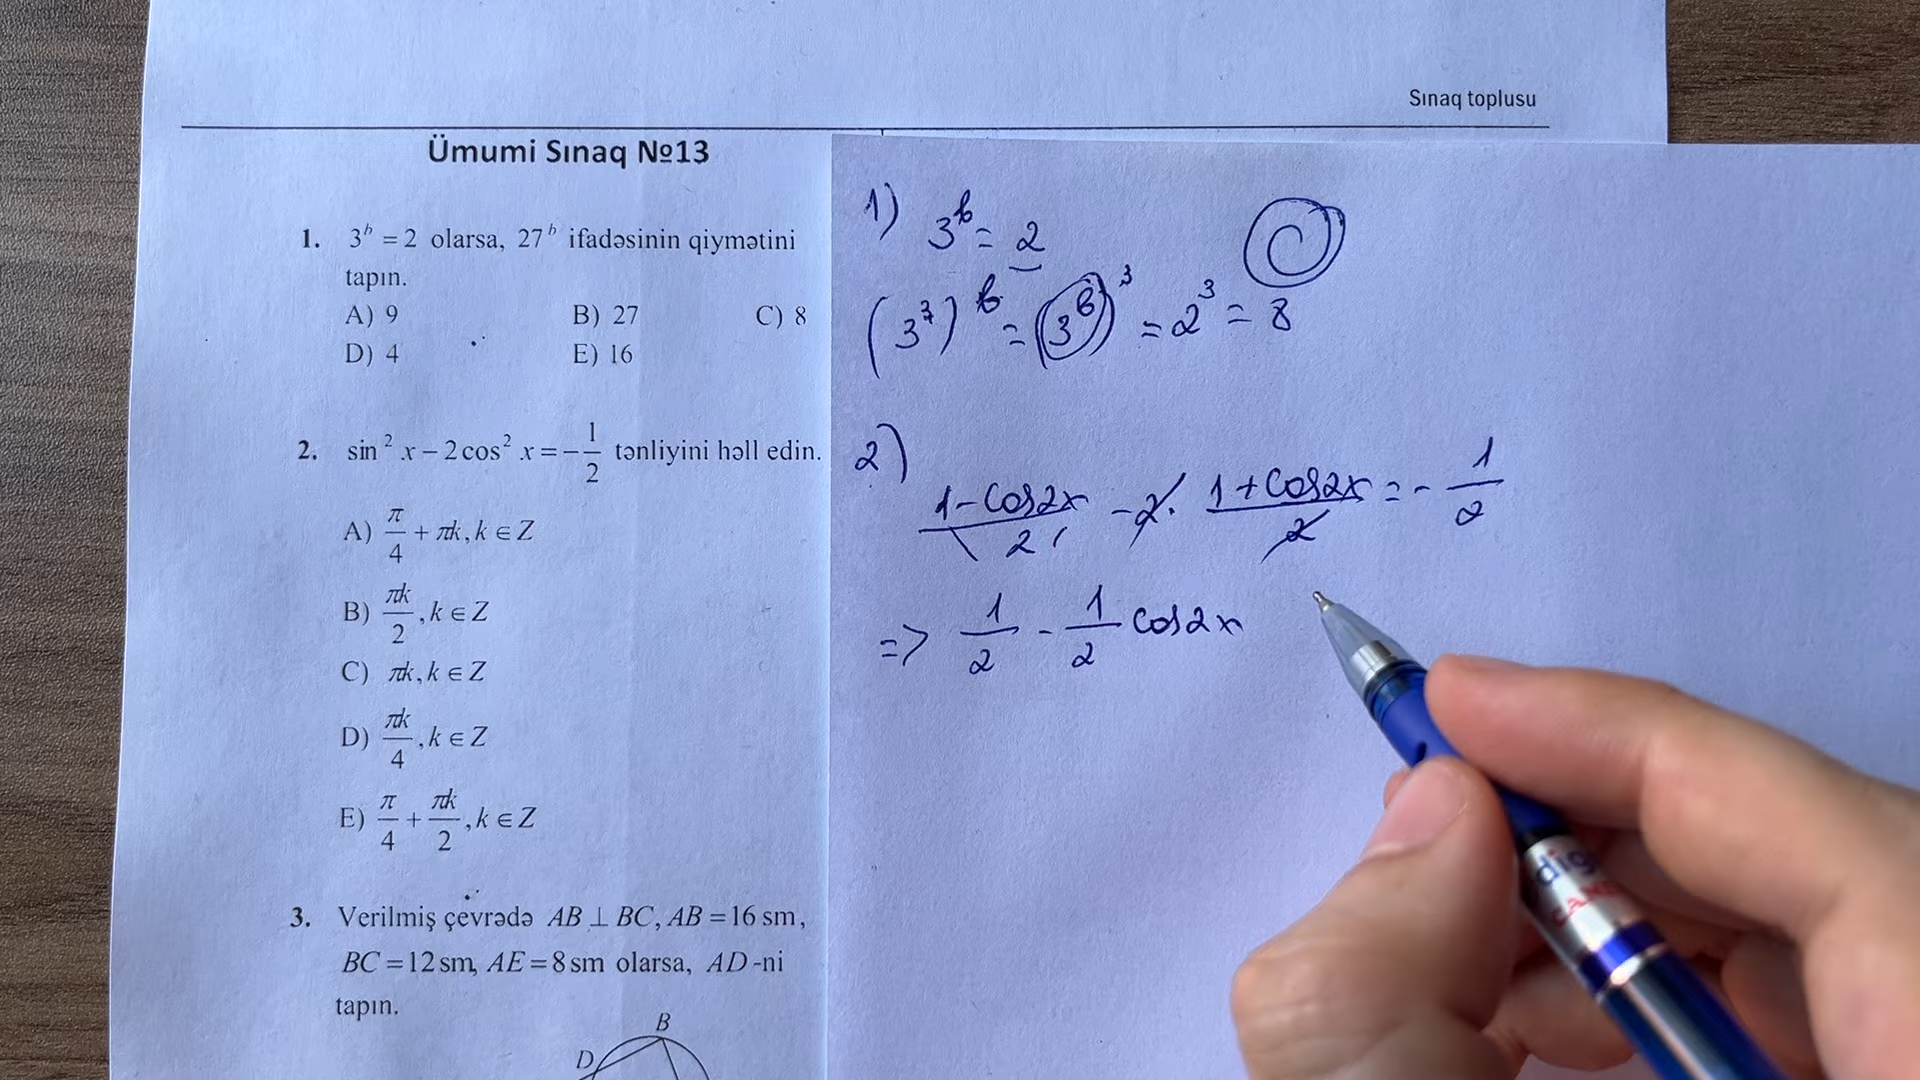 Sınaq toplusu
Ümumi Sınaq №13
1. 3^b = 2 olarsa, 27^b ifadəsinin qiymətini
tapın.
A) 9 B) 27 C) 8
D) 4 E) 16
2. sin² x − 2 cos² x = −1/2 tənliyini həll edin.
A) π/4 + πk, k ∈ Z
B) πk/2, k ∈ Z
C) πk, k ∈ Z
D) πk/4, k ∈ Z
E) π/4 + πk/2, k ∈ Z
3. Verilmiş çevrədə AB ⊥ BC, AB = 16 sm,
BC = 12 sm, AE = 8 sm olarsa, AD-ni
tapın.
B
D
1) 3^b = 2
(3³)^b = (3^b)³ = 2³ = 8
C
2)
(1 - cos2x)/2 - 2 · (1 + cos2x)/2 = - 1/2
=> 1/2 - 1/2 cos2x